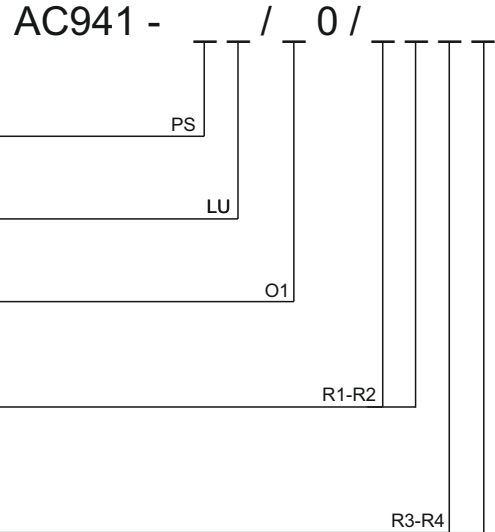 AC941 - _ _ / _ 0 / _ _ _ _
PS
LU
O1
R1-R2
R3-R4